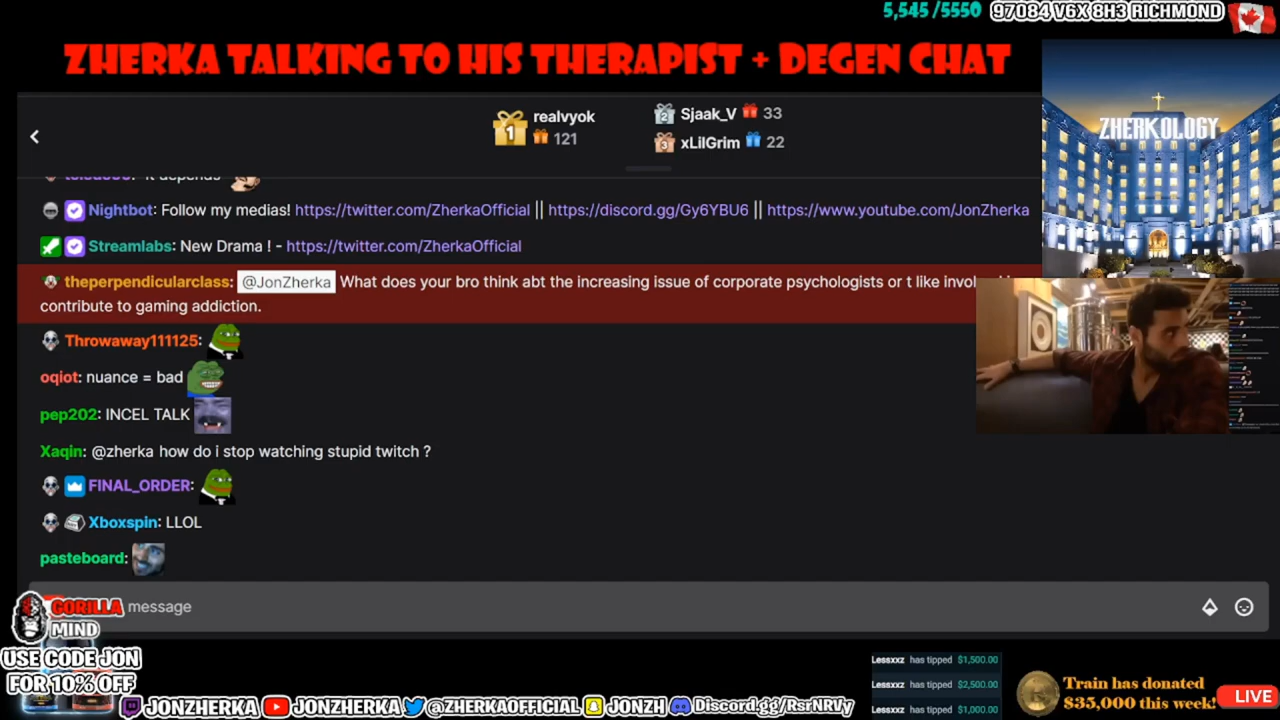 5,545 /5550
97084 V6X 8H3 RICHMOND
ZHERKA TALKING TO HIS THERAPIST + DEGEN CHAT
ZHERKOLOGY
1 realvyok
121
2 Sjaak_V 33
3 xLilGrim 22
it depends
Nightbot: Follow my medias! https://twitter.com/ZherkaOfficial || https://discord.gg/Gy6YBU6 || https://www.youtube.com/JonZherka
Streamlabs: New Drama ! - https://twitter.com/ZherkaOfficial
theperpendicularclass: @JonZherka What does your bro think abt the increasing issue of corporate psychologists or t like
contribute to gaming addiction.
Throwaway111125:
oqiot: nuance = bad
pep202: INCEL TALK
Xaqin: @zherka how do i stop watching stupid twitch ?
FINAL_ORDER:
Xboxspin: LLOL
pasteboard:
message
GORILLA
MIND
USE CODE JON
FOR 10% OFF
JONZHERKA JONZHERKA @ZHERKAOFFICIAL JONZH Discord.gg/RsrNRVy
Lessxxz has tipped $1,500.00
Lessxxz has tipped $2,500.00
Lessxxz has tipped $1,000.00
Train has donated
$35,000 this week!
LIVE